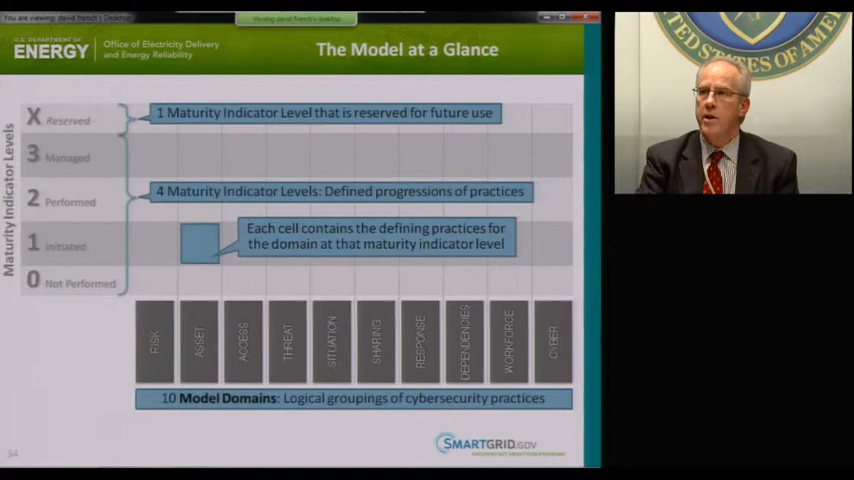 You are viewing: david french's Desktop
Viewing david french's desktop
U.S. DEPARTMENT OF
ENERGY
Office of Electricity Delivery
and Energy Reliability
The Model at a Glance
UNITED STATES OF AMERICA
Maturity Indicator Levels
X Reserved
1 Maturity Indicator Level that is reserved for future use
3 Managed
2 Performed
4 Maturity Indicator Levels: Defined progressions of practices
1 Initiated
Each cell contains the defining practices for
the domain at that maturity indicator level
0 Not Performed
RISK
ASSET
ACCESS
THREAT
SITUATION
SHARING
RESPONSE
DEPENDENCIES
WORKFORCE
CYBER
10 Model Domains: Logical groupings of cybersecurity practices
SMARTGRID.GOV
34